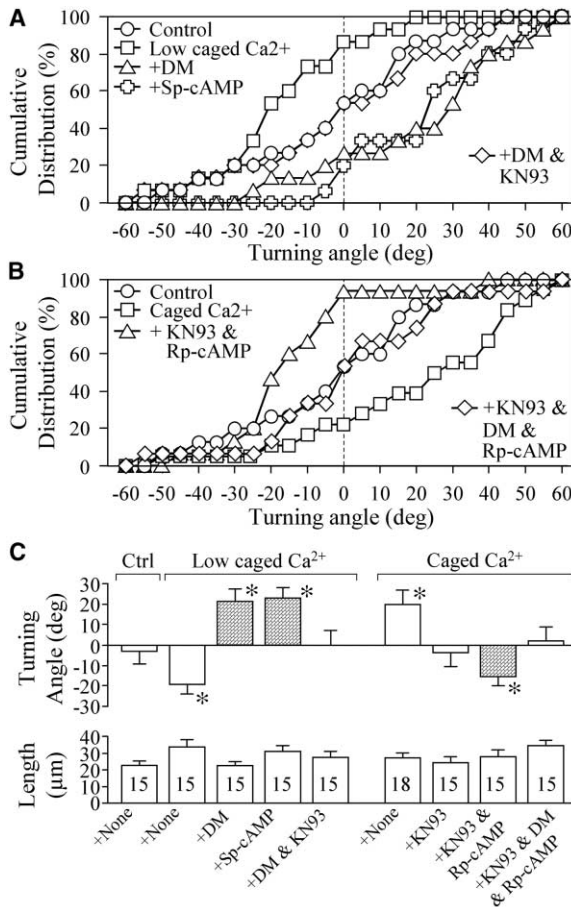 A
Control
Low caged Ca2+
+DM
+Sp-cAMP
+DM &
KN93
Cumulative
Distribution (%)
100
80
60
40
20
0
-60 -50 -40 -30 -20 -10 0 10 20 30 40 50 60
Turning angle (deg)
B
Control
Caged Ca2+
+ KN93 &
Rp-cAMP
+KN93 &
DM &
Rp-cAMP
Cumulative
Distribution (%)
100
80
60
40
20
0
-60 -50 -40 -30 -20 -10 0 10 20 30 40 50 60
Turning angle (deg)
C
Ctrl Low caged Ca²⁺ Caged Ca²⁺
Turning
Angle (deg)
30
20
10
0
-10
-20
-30
* * * * *
Length
(μm)
40
30
20
10
0
15 15 15 15 15 18 15 15 15
+None
+None
+DM
+Sp-cAMP
+DM & KN93
+None
+KN93
+KN93 &
Rp-cAMP
+KN93 & DM
& Rp-cAMP